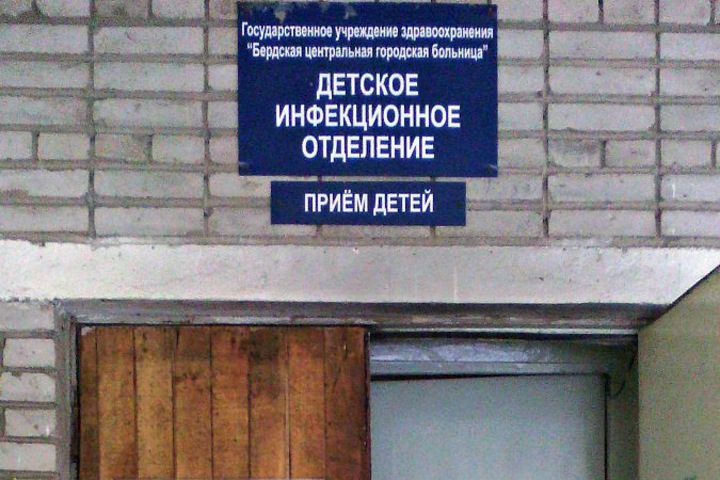 Государственное учреждение здравоохранения
"Бердская центральная городская больница"
ДЕТСКОЕ
ИНФЕКЦИОННОЕ
ОТДЕЛЕНИЕ
ПРИЁМ ДЕТЕЙ